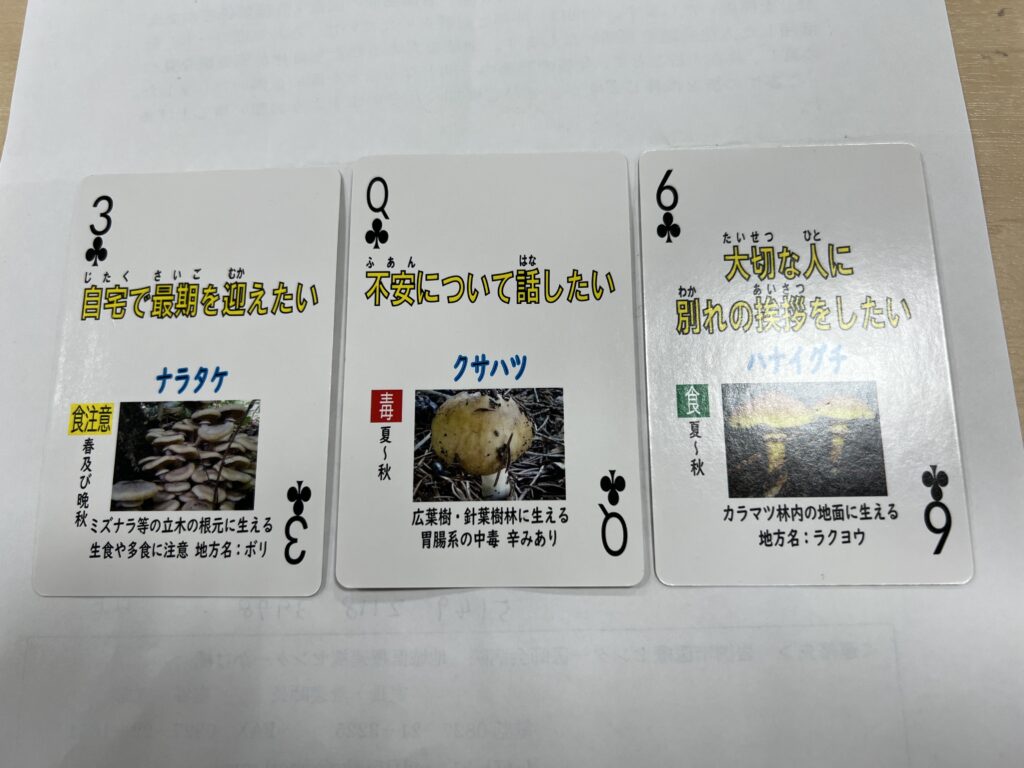 3
じたく さいご むか
自宅で最期を迎えたい
ナラタケ
食注意
春及び晩秋
ミズナラ等の立木の根元に生える
生食や多食に注意 地方名：ボリ
3
Q
ふあん はな
不安について話したい
クサハツ
毒
夏～秋
広葉樹・針葉樹林に生える
胃腸系の中毒 辛みあり
Q
6
たいせつ ひと
大切な人に
わか あいさつ
別れの挨拶をしたい
ハナイグチ
食
夏～秋
カラマツ林内の地面に生える
地方名：ラクヨウ
6